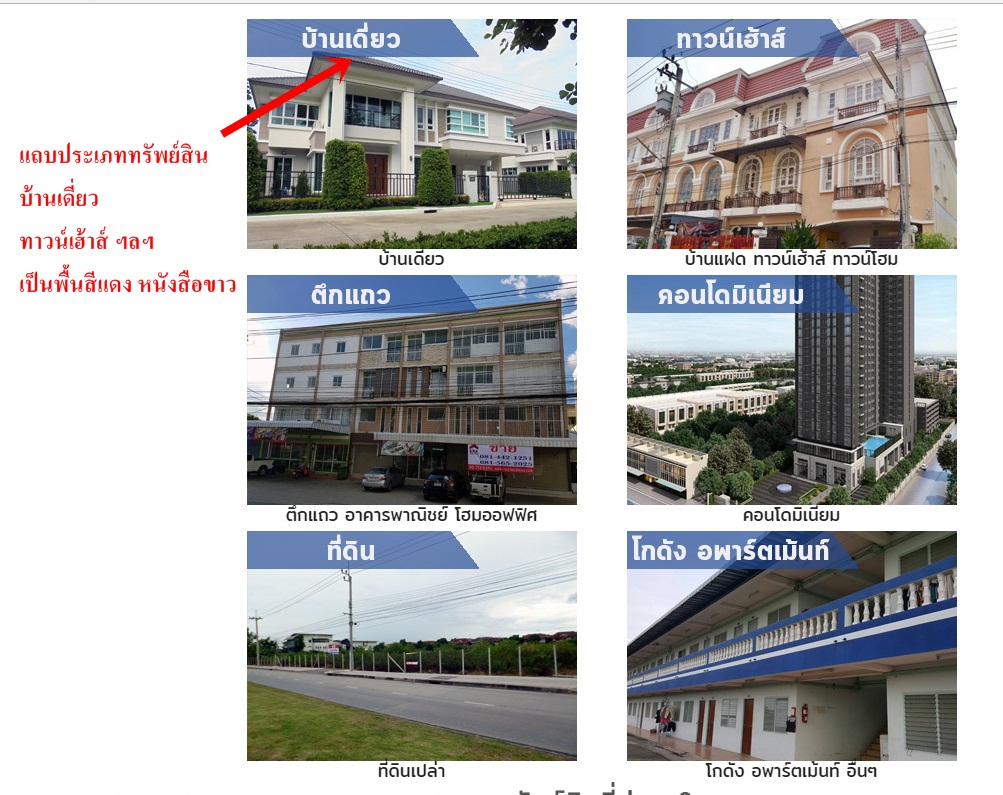 บ้านเดี่ยว
ทาวน์เฮ้าส์
แถบประเภททรัพย์สิน
บ้านเดี่ยว
ทาวน์เฮ้าส์ ฯลฯ
เป็นพื้นสีแดง หนังสือขาว
บ้านเดี่ยว
บ้านแฝด ทาวน์เฮ้าส์ ทาวน์โฮม
ตึกแถว
คอนโดมิเนียม
ขาย
081-442-1251
081-565-2025
ตึกแถว อาคารพาณิชย์ โฮมออฟฟิศ
คอนโดมิเนียม
ที่ดิน
โกดัง อพาร์ตเม้นท์
ที่ดินเปล่า
โกดัง อพาร์ตเม้นท์ อื่นๆ